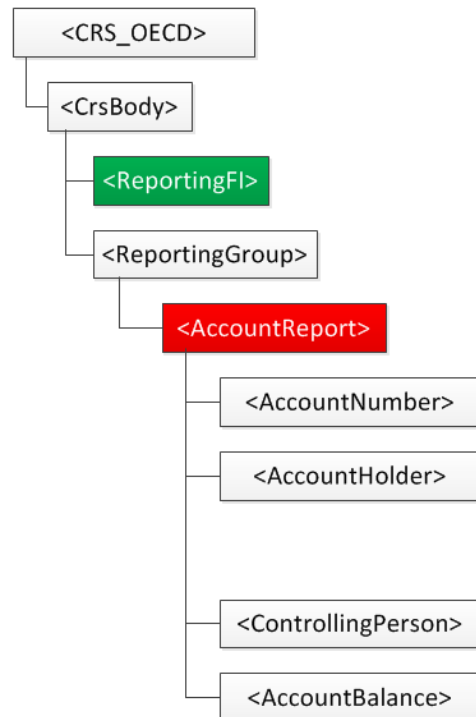 <CRS_OECD>
<CrsBody>
<ReportingFI>
<ReportingGroup>
<AccountReport>
<AccountNumber>
<AccountHolder>
<ControllingPerson>
<AccountBalance>